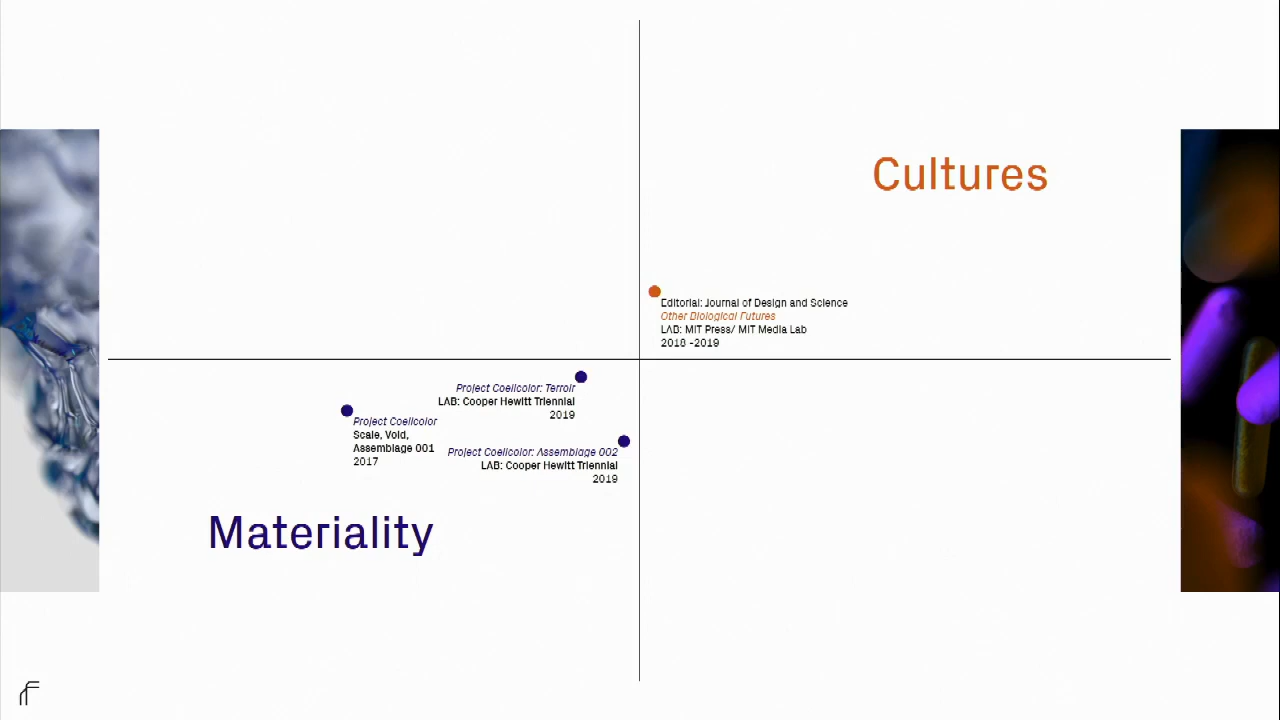 Cultures
Editorial: Journal of Design and Science
Other Biological Futures
LAB: MIT Press/ MIT Media Lab
2018 -2019
Project Coelicolor: Terroir
LAB: Cooper Hewitt Triennial
2019
Project Coelicolor
Scale, Void,
Assemblage 001
2017
Project Coelicolor: Assemblage 002
LAB: Cooper Hewitt Triennial
2019
Materiality